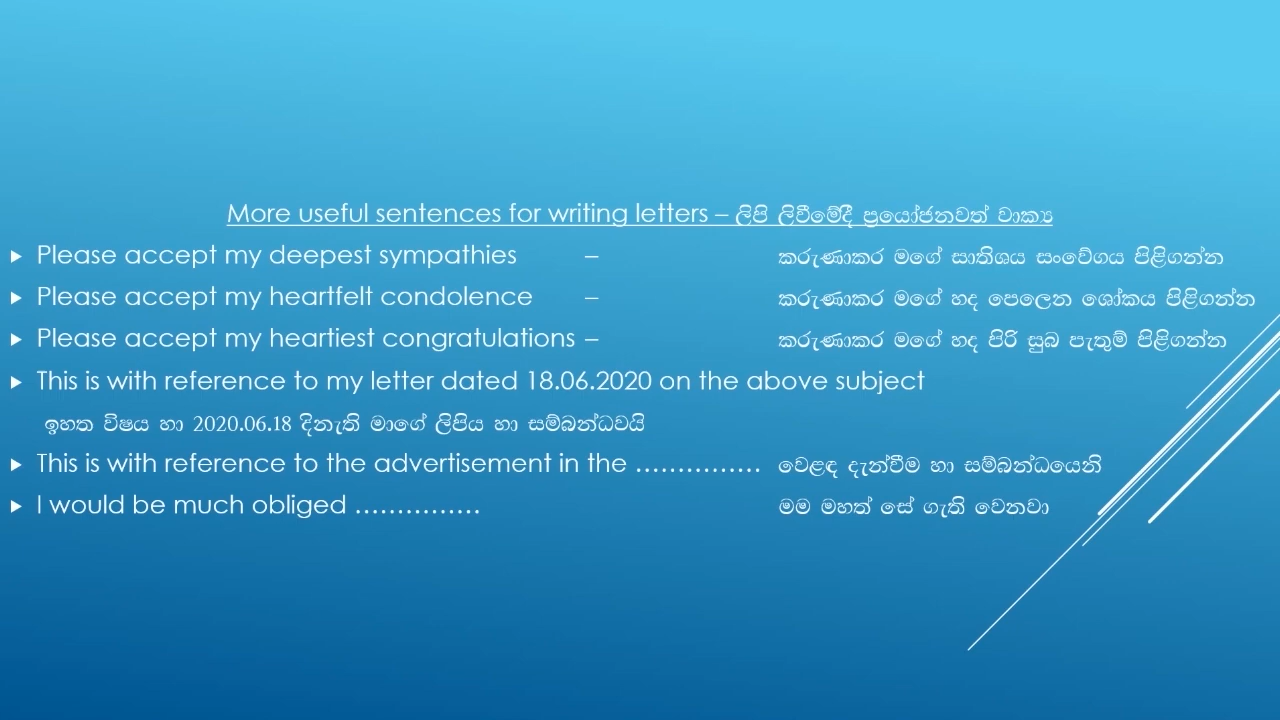 More useful sentences for writing letters – ලිපි ලිවීමේදී ප්‍රයෝජනවත් වාක්‍ය
Please accept my deepest sympathies – කරුණාකර මගේ සාතිශය සංවේගය පිළිගන්න
Please accept my heartfelt condolence – කරුණාකර මගේ හද පෙලෙන ශෝකය පිළිගන්න
Please accept my heartiest congratulations – කරුණාකර මගේ හද පිරි සුබ පැතුම් පිළිගන්න
This is with reference to my letter dated 18.06.2020 on the above subject
ඉහත විෂය හා 2020.06.18 දිනැති මාගේ ලිපිය හා සම්බන්ධවයි
This is with reference to the advertisement in the …………… වෙළඳ දැන්වීම හා සම්බන්ධයෙනි
I would be much obliged …………… මම මහත් සේ ගැති වෙනවා